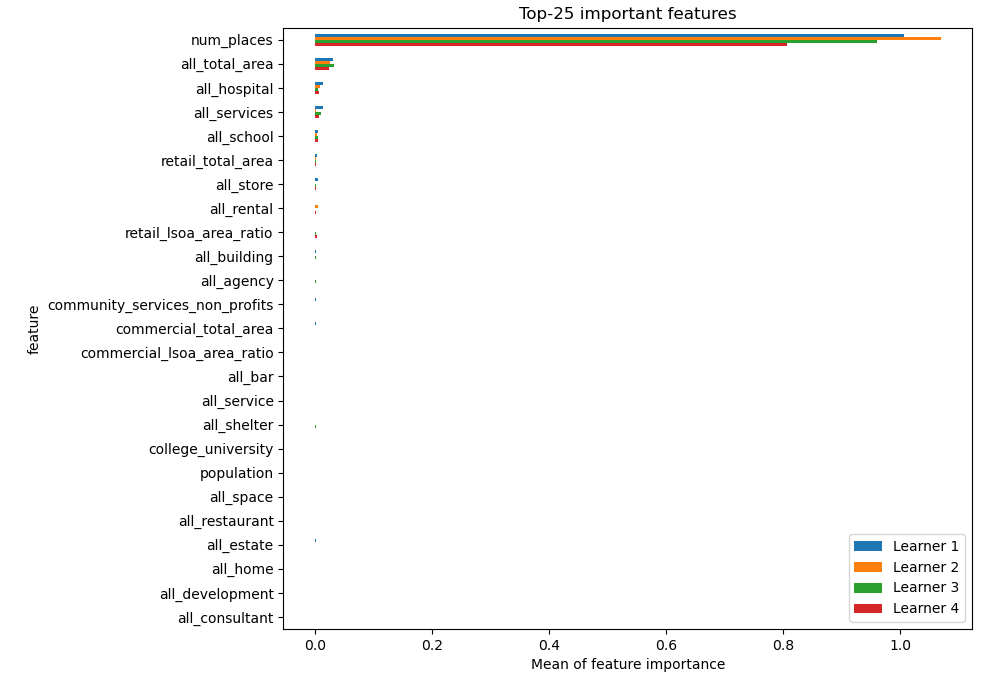 Top-25 important features
num_places
all_total_area
all_hospital
all_services
all_school
retail_total_area
all_store
all_rental
retail_lsoa_area_ratio
all_building
all_agency
community_services_non_profits
commercial_total_area
commercial_lsoa_area_ratio
all_bar
all_service
all_shelter
college_university
population
all_space
all_restaurant
all_estate
all_home
all_development
all_consultant
feature
Learner 1
Learner 2
Learner 3
Learner 4
0.0 0.2 0.4 0.6 0.8 1.0
Mean of feature importance